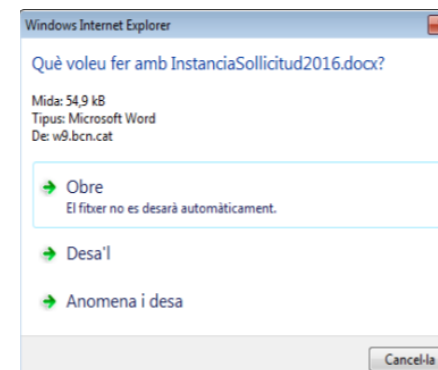 Windows Internet Explorer
Què voleu fer amb InstanciaSollicitud2016.docx?
Mida: 54,9 kB
Tipus: Microsoft Word
De: w9.bcn.cat
Obre
El fitxer no es desarà automàticament.
Desa'l
Anomena i desa
Cancel·la